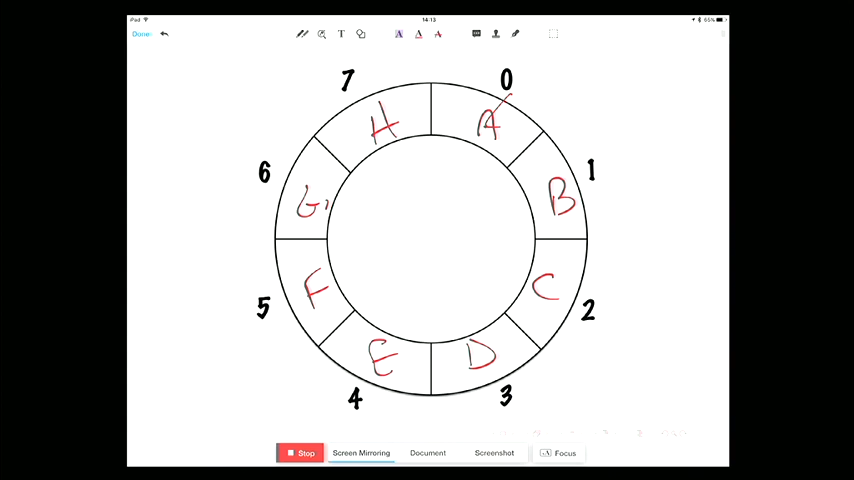 iPad
14:13
65%
Done
T
A
A
A
7
0
H
A
6
1
G
B
5
2
F
C
4
3
E
D
Stop
Screen Mirroring
Document
Screenshot
A
Focus